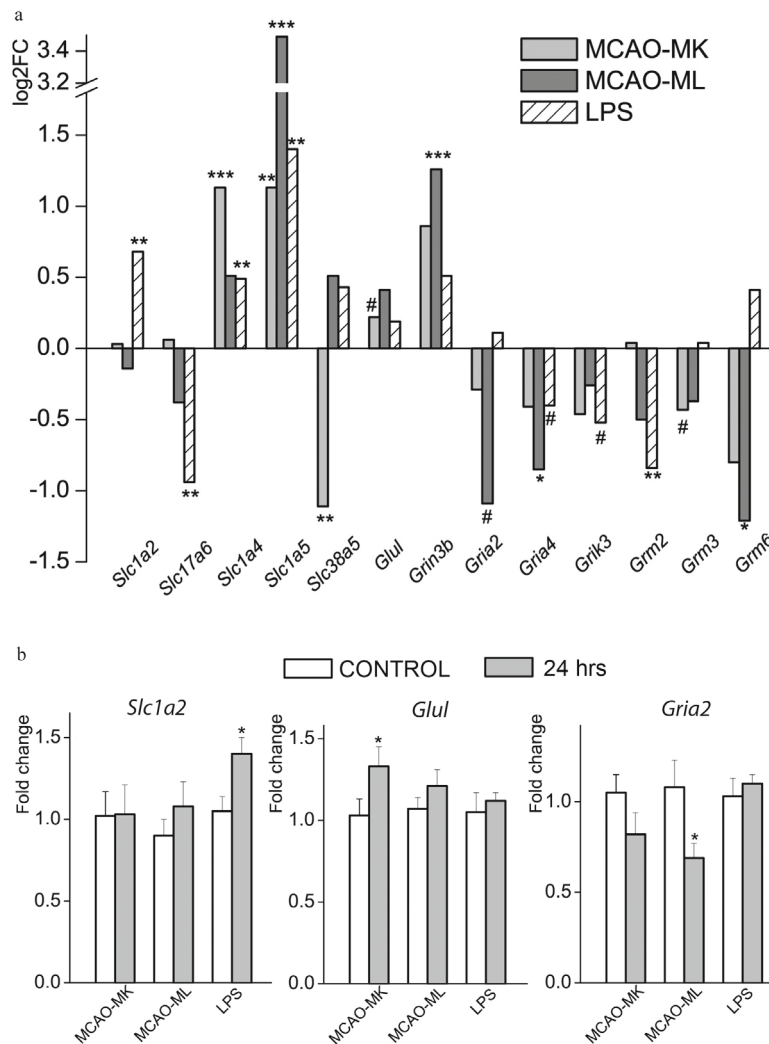 a
log2FC
3.4
3.2
1.5
1.0
0.5
0.0
-0.5
-1.0
-1.5
MCAO-MK
MCAO-ML
LPS
***
**
***
**
**
**
***
#
**
**
#
*
#
#
**
#
*
Slc1a2
Slc17a6
Slc1a4
Slc1a5
Slc38a5
Glul
Grin3b
Gria2
Gria4
Grik3
Grm2
Grm3
Grm6
b
CONTROL
24 hrs
Slc1a2
Fold change
1.5
1.0
0.5
0.0
*
MCAO-MK
MCAO-ML
LPS
Glul
Fold change
1.5
1.0
0.5
0.0
*
MCAO-MK
MCAO-ML
LPS
Gria2
Fold change
1.0
0.5
0.0
*
MCAO-MK
MCAO-ML
LPS